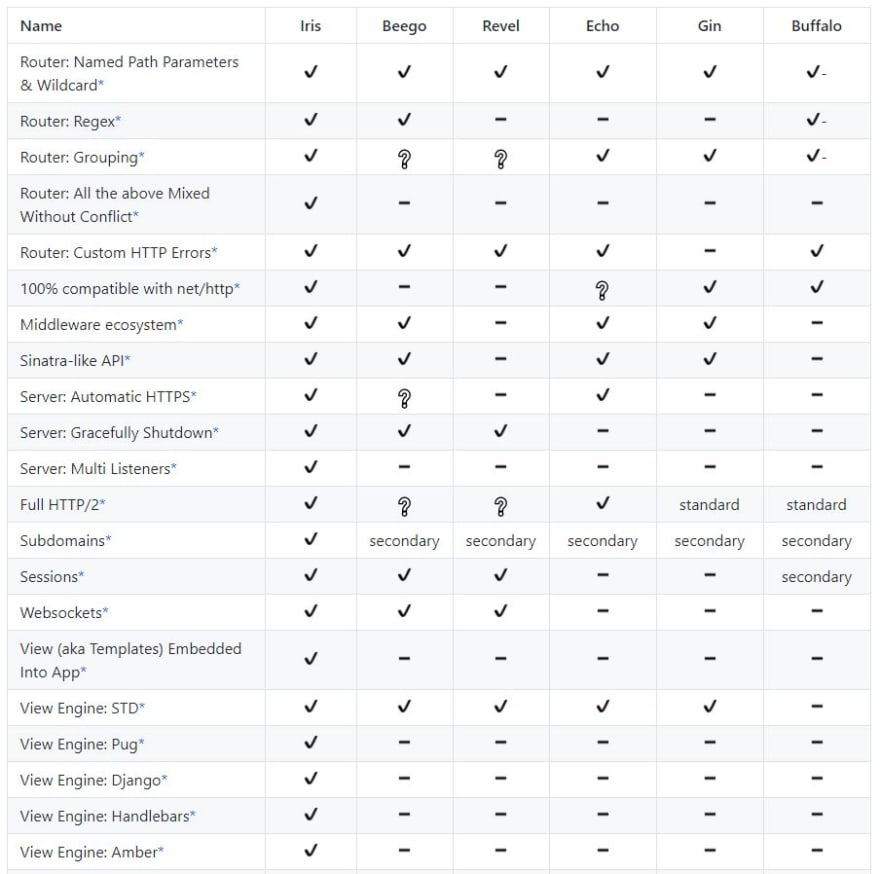 Name Iris Beego Revel Echo Gin Buffalo
Router: Named Path Parameters
& Wildcard* ✔ ✔ ✔ ✔ ✔ ✔-
Router: Regex* ✔ ✔ – – – ✔-
Router: Grouping* ✔ ? ? ✔ ✔ ✔-
Router: All the above Mixed
Without Conflict* ✔ – – – – –
Router: Custom HTTP Errors* ✔ ✔ ✔ ✔ – ✔
100% compatible with net/http* ✔ – – ? ✔ ✔
Middleware ecosystem* ✔ ✔ – ✔ ✔ –
Sinatra-like API* ✔ ✔ – ✔ ✔ –
Server: Automatic HTTPS* ✔ ? – ✔ – –
Server: Gracefully Shutdown* ✔ ✔ ✔ – – –
Server: Multi Listeners* ✔ – – – – –
Full HTTP/2* ✔ ? ? ✔ standard standard
Subdomains* ✔ secondary secondary secondary secondary secondary
Sessions* ✔ ✔ ✔ – – secondary
Websockets* ✔ ✔ ✔ – – –
View (aka Templates) Embedded
Into App* ✔ – – – – –
View Engine: STD* ✔ ✔ ✔ ✔ ✔ –
View Engine: Pug* ✔ – – – – –
View Engine: Django* ✔ – – – – –
View Engine: Handlebars* ✔ – – – – –
View Engine: Amber* ✔ – – – – –